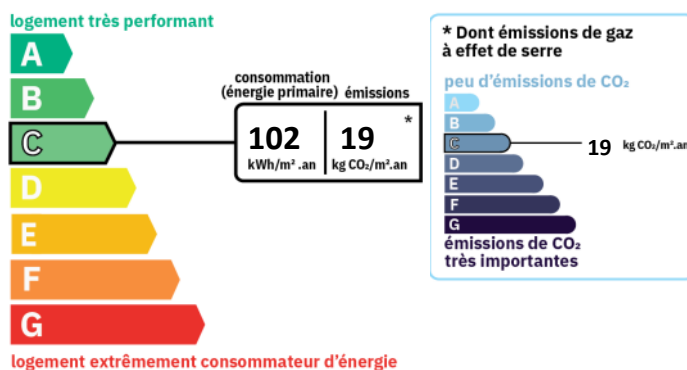 logement très performant
A
B
C
D
E
F
G
logement extrêmement consommateur d'énergie
consommation
(énergie primaire)
émissions
102
kWh/m² .an
19
kg CO₂/m².an
*
* Dont émissions de gaz
à effet de serre
peu d'émissions de CO₂
A
B
C
D
E
F
G
19 kg CO₂/m².an
émissions de CO₂
très importantes